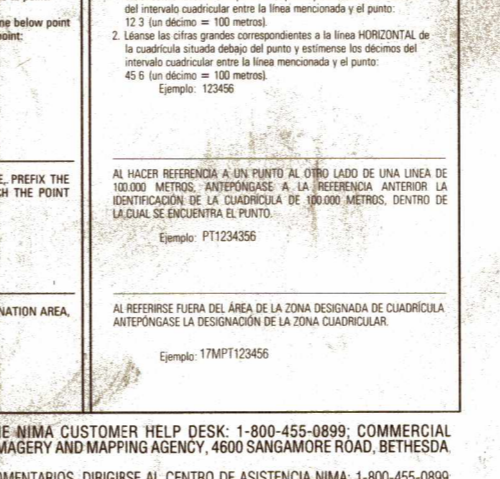 del intervalo cuadricular entre la línea mencionada y el punto:
12 3 (un décimo = 100 metros).
2. Léanse las cifras grandes correspondientes a la línea HORIZONTAL de
la cuadrícula situada debajo del punto y estímense los décimos del
intervalo cuadricular entre la línea mencionada y el punto:
45 6 (un décimo = 100 metros).
Ejemplo: 123456
ne below point
point:
AL HACER REFERENCIA A UN PUNTO AL OTRO LADO DE UNA LINEA DE
100.000 METROS, ANTEPÓNGASE A LA REFERENCIA ANTERIOR LA
IDENTIFICACIÓN DE LA CUADRÍCULA DE 100.000 METROS, DENTRO DE
LA CUAL SE ENCUENTRA EL PUNTO.
Ejemplo: PT1234356
E, PREFIX THE
CH THE POINT
AL REFERIRSE FUERA DEL ÁREA DE LA ZONA DESIGNADA DE CUADRÍCULA
ANTEPÓNGASE LA DESIGNACIÓN DE LA ZONA CUADRICULAR.
Ejemplo: 17MPT123456
NATION AREA,
E NIMA CUSTOMER HELP DESK: 1-800-455-0899; COMMERCIAL
MAGERY AND MAPPING AGENCY, 4600 SANGAMORE ROAD, BETHESDA
OMENTARIOS, DIRIGIRSE AL CENTRO DE ASISTENCIA NIMA: 1-800-455-0899